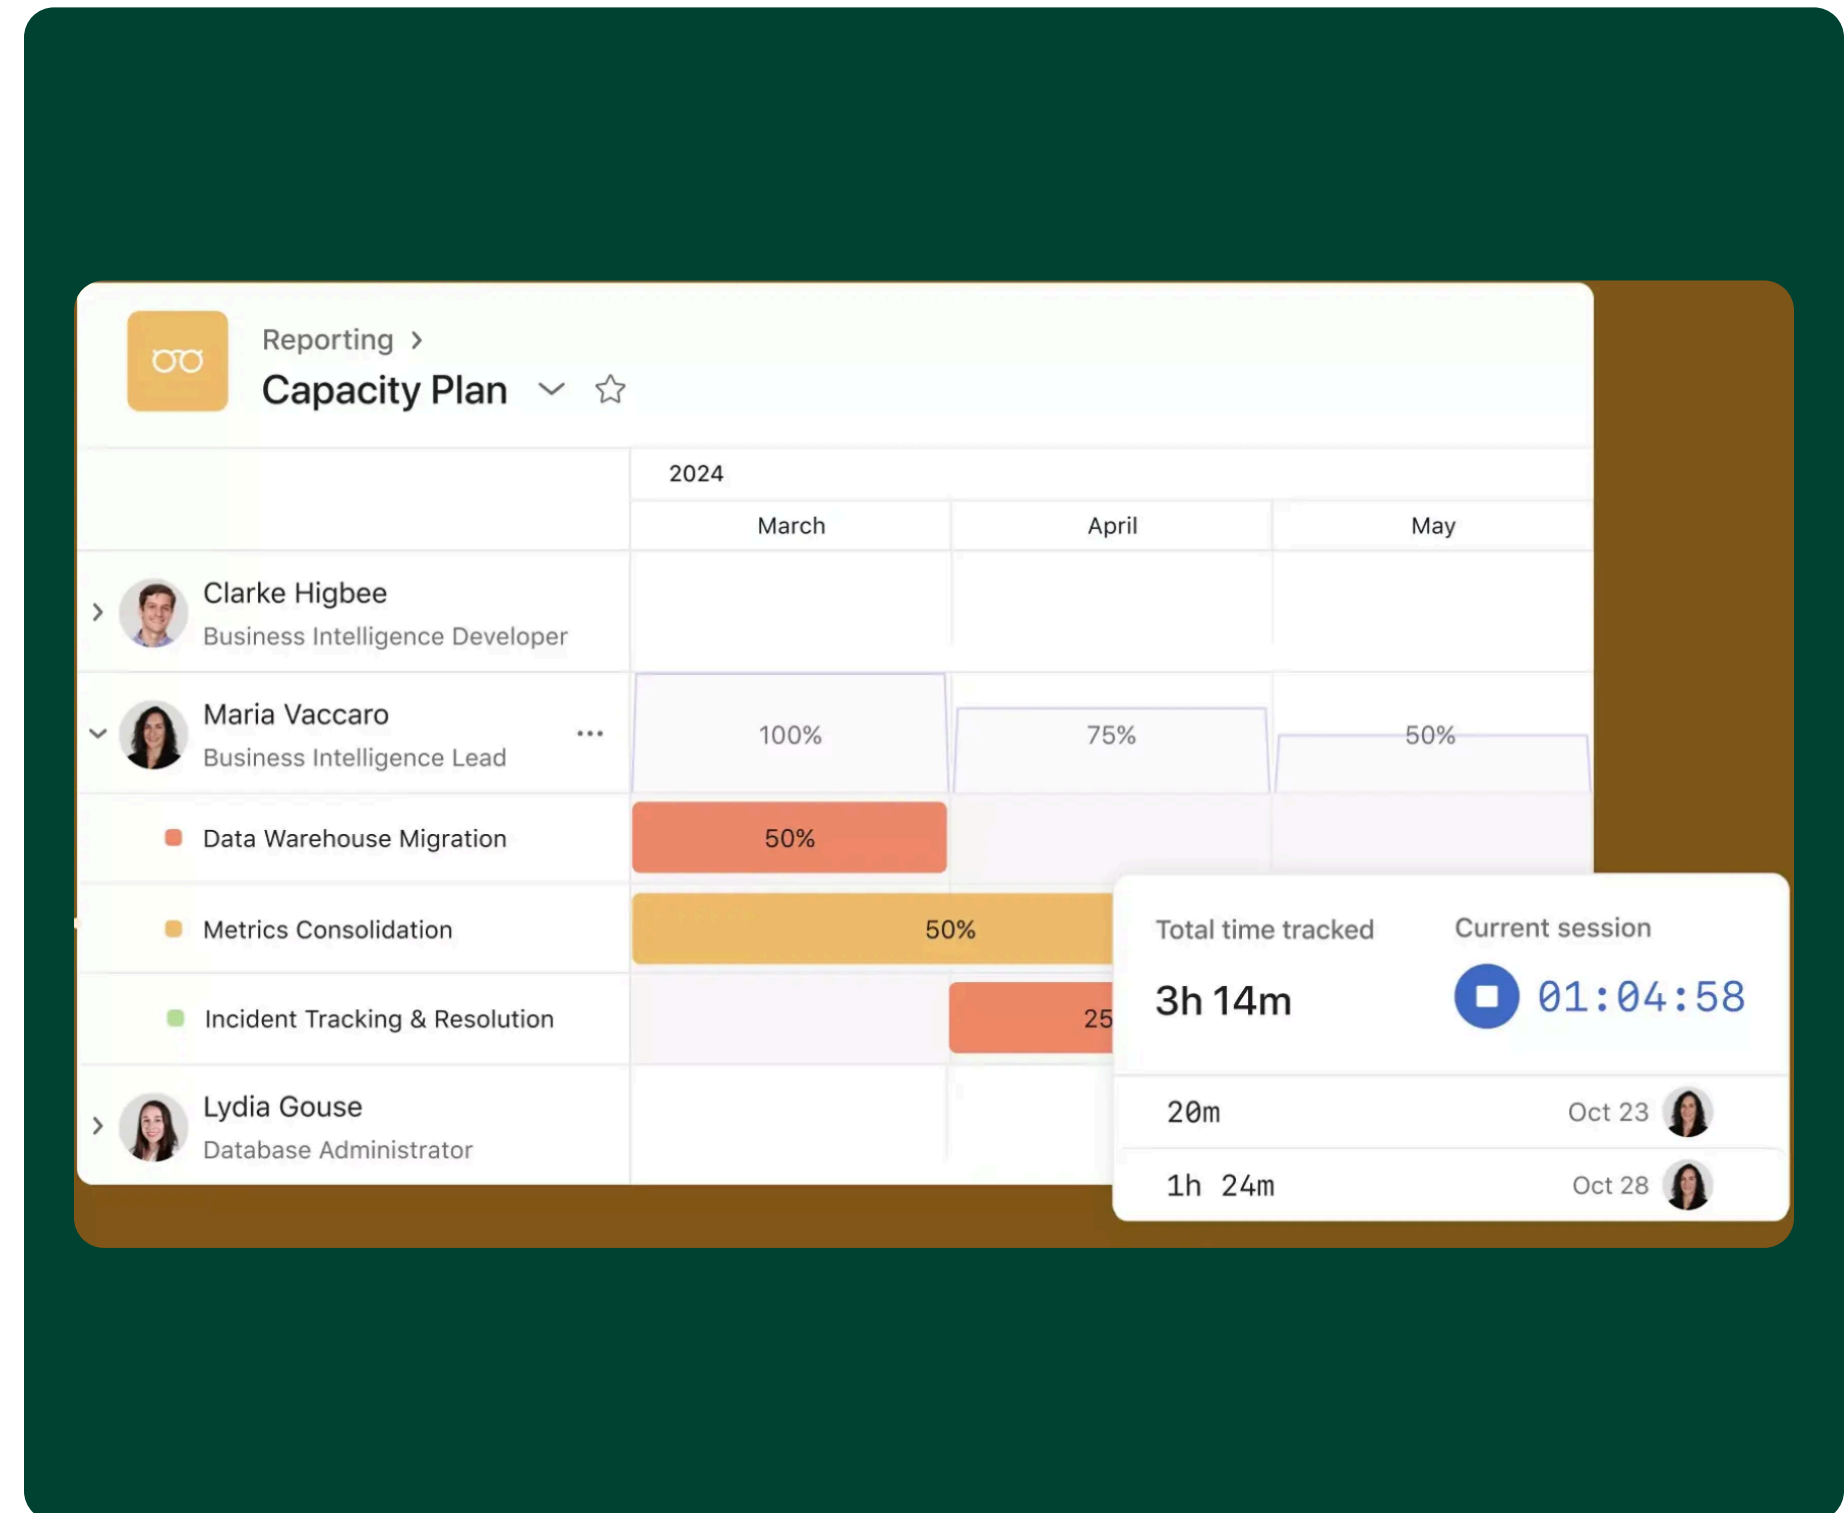 Reporting
Capacity Plan
2024
March April May
Clarke Higbee
Business Intelligence Developer
Maria Vaccaro
Business Intelligence Lead
100% 75% 50%
Data Warehouse Migration 50%
Metrics Consolidation 50%
Incident Tracking & Resolution 25
Lydia Gouse
Database Administrator
Total time tracked Current session
3h 14m 01:04:58
20m Oct 23
1h 24m Oct 28